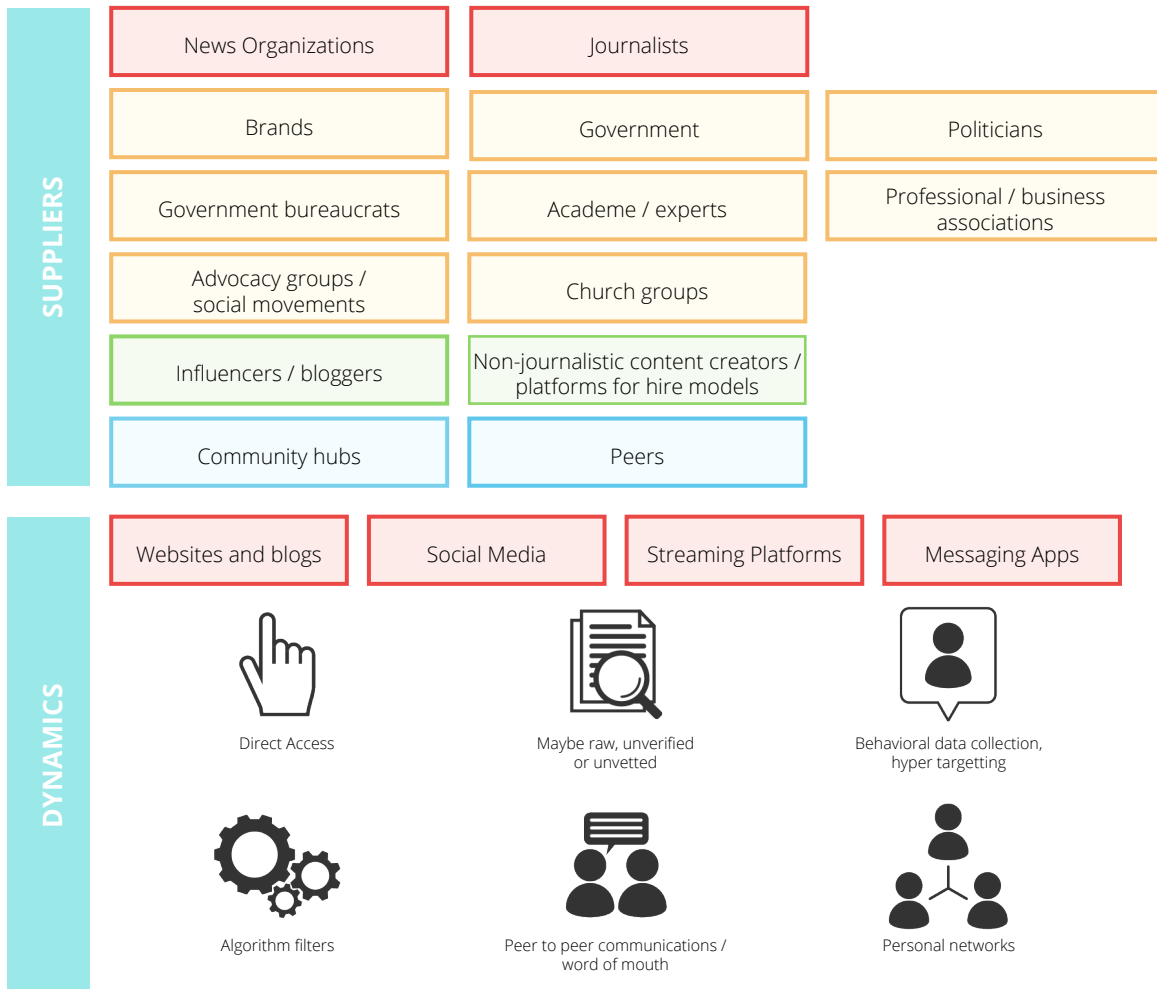 SUPPLIERS
News Organizations
Journalists
Brands
Government
Politicians
Government bureaucrats
Academe / experts
Professional / business
associations
Advocacy groups /
social movements
Church groups
Influencers / bloggers
Non-journalistic content creators /
platforms for hire models
Community hubs
Peers
DYNAMICS
Websites and blogs
Social Media
Streaming Platforms
Messaging Apps
Direct Access
Maybe raw, unverified
or unvetted
Behavioral data collection,
hyper targetting
Algorithm filters
Peer to peer communications /
word of mouth
Personal networks